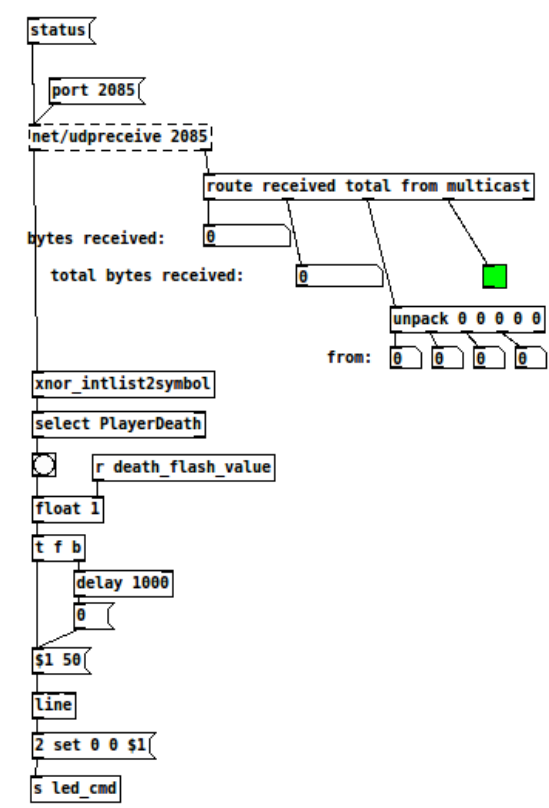 status
port 2085
net/udpreceive 2085
route received total from multicast
bytes received: 0
total bytes received: 0
unpack 0 0 0 0 0
from: 0 0 0 0
xnor_intlist2symbol
select PlayerDeath
r death_flash_value
float 1
t f b
delay 1000
0
$1 50
line
2 set 0 0 $1
s led_cmd